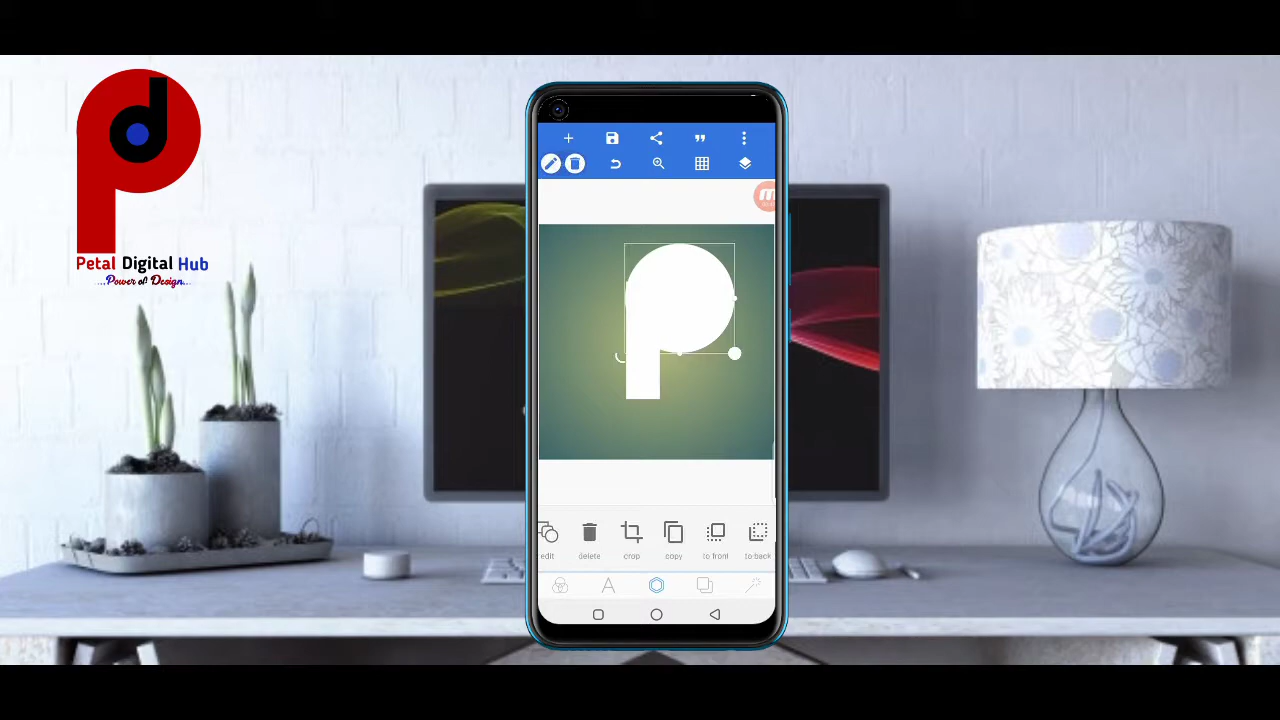 Petal Digital Hub
...Power of Design...
edit
delete
crop
copy
to front
to back